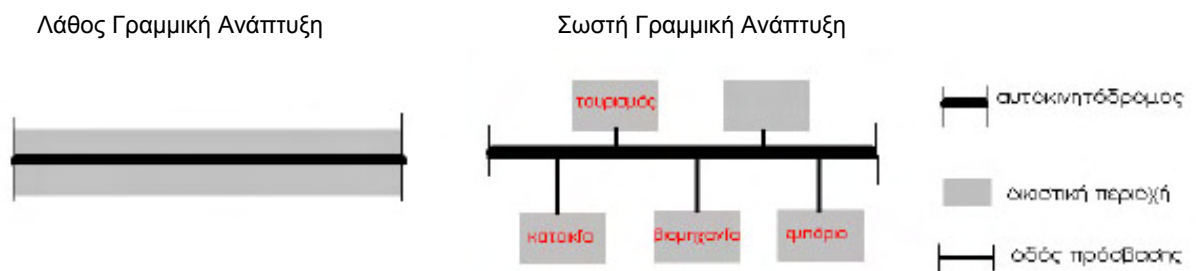 Λάθος Γραμμική Ανάπτυξη
Σωστή Γραμμική Ανάπτυξη
τουρισμός
κατοικία
βιομηχανία
εμπόριο
αυτοκινητόδρομος
οικιστική περιοχή
οδός πρόσβασης